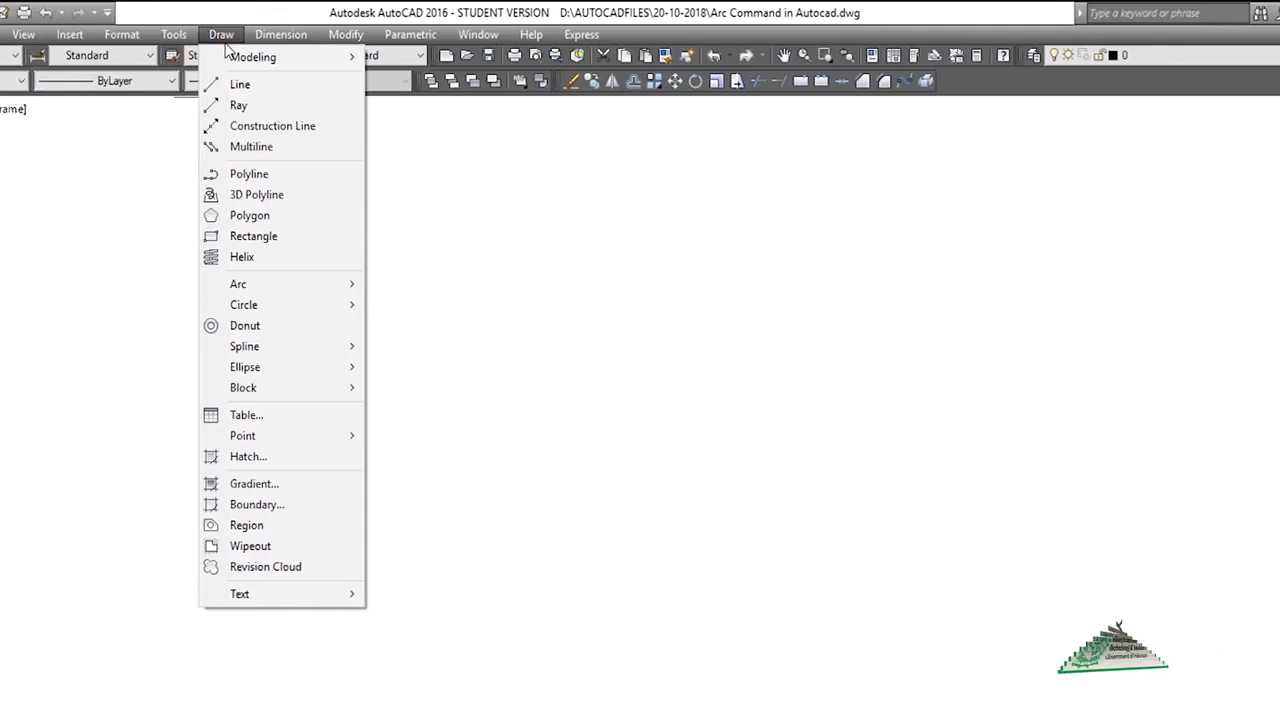 Autodesk AutoCAD 2016 - STUDENT VERSION D:\AUTOCADFILES\20-10-2018\Arc Command in Autocad.dwg
Type a keyword or phrase
View Insert Format Tools Draw Dimension Modify Parametric Window Help Express
Standard
0
ByLayer
Modeling
Line
Ray
Construction Line
Multiline
Polyline
3D Polyline
Polygon
Rectangle
Helix
Arc
Circle
Donut
Spline
Ellipse
Block
Table...
Point
Hatch...
Gradient...
Boundary...
Region
Wipeout
Revision Cloud
Text